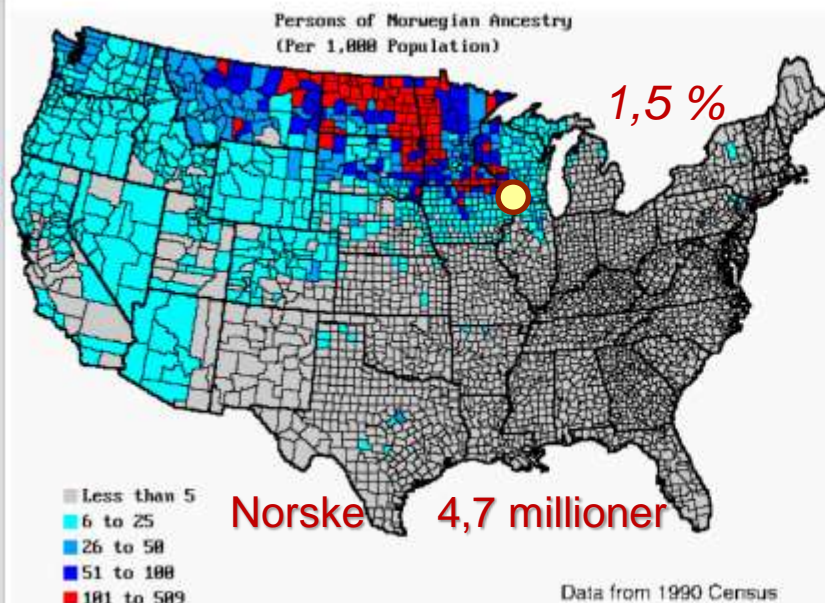 Persons of Norwegian Ancestry
(Per 1,000 Population)
1,5 %
Less than 5
6 to 25
26 to 50
51 to 100
101 to 509
Norske 4,7 millioner
Data from 1990 Census